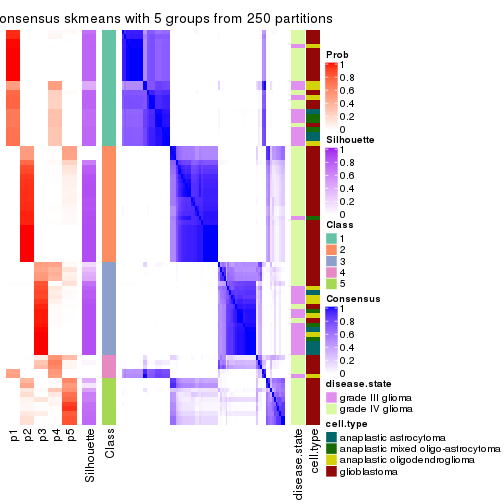 onsensus skmeans with 5 groups from 250 partitions
Prob
1
0.8
0.6
0.4
0.2
0
Silhouette
1
0.8
0.6
0.4
0.2
0
Class
1
2
3
4
5
Consensus
1
0.8
0.6
0.4
0.2
0
disease.state
grade III glioma
grade IV glioma
cell.type
anaplastic astrocytoma
anaplastic mixed oligo-astrocytoma
anaplastic oligodendroglioma
glioblastoma
p1
p2
p3
p4
p5
Silhouette
Class
disease.state
cell.type